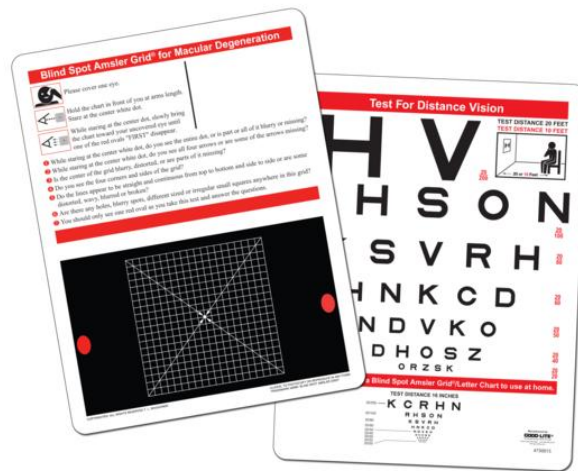 Blind Spot Amsler Grid® for Macular Degeneration
Please cover one eye.
Hold the chart in front of you at arms length.
Stare at the center white dot.
While staring at the center dot, slowly bring
the chart toward your uncovered eye until
one of the red ovals "FIRST" disappear.
While staring at the center white dot, do you see the entire dot, or is part or all of it blurry or missing?
While staring at the center white dot, do you see all four arrows or are some of the arrows missing?
Is the center of the grid blurry, distorted, or are parts of it missing?
Do you see the four corners and sides of the grid?
Do the lines appear to be straight and continuous from top to bottom and side to side or are some
distorted, wavy, blurred or broken?
Are there any holes, blurry spots, different sized or irregular small squares anywhere in this grid?
You should only see one red oval as you take this test and answer the questions.
Test For Distance Vision
TEST DISTANCE 20 FEET
TEST DISTANCE 10 FEET
H V
H S O N
S V R H
H N K C D
N D V K O
D H O S Z
O R Z S K
Blind Spot Amsler Grid®/Letter Chart to use at home.
TEST DISTANCE 16 INCHES
K C R H N
R H S O N
K S V R H
H N K C D
GOOD-LITE